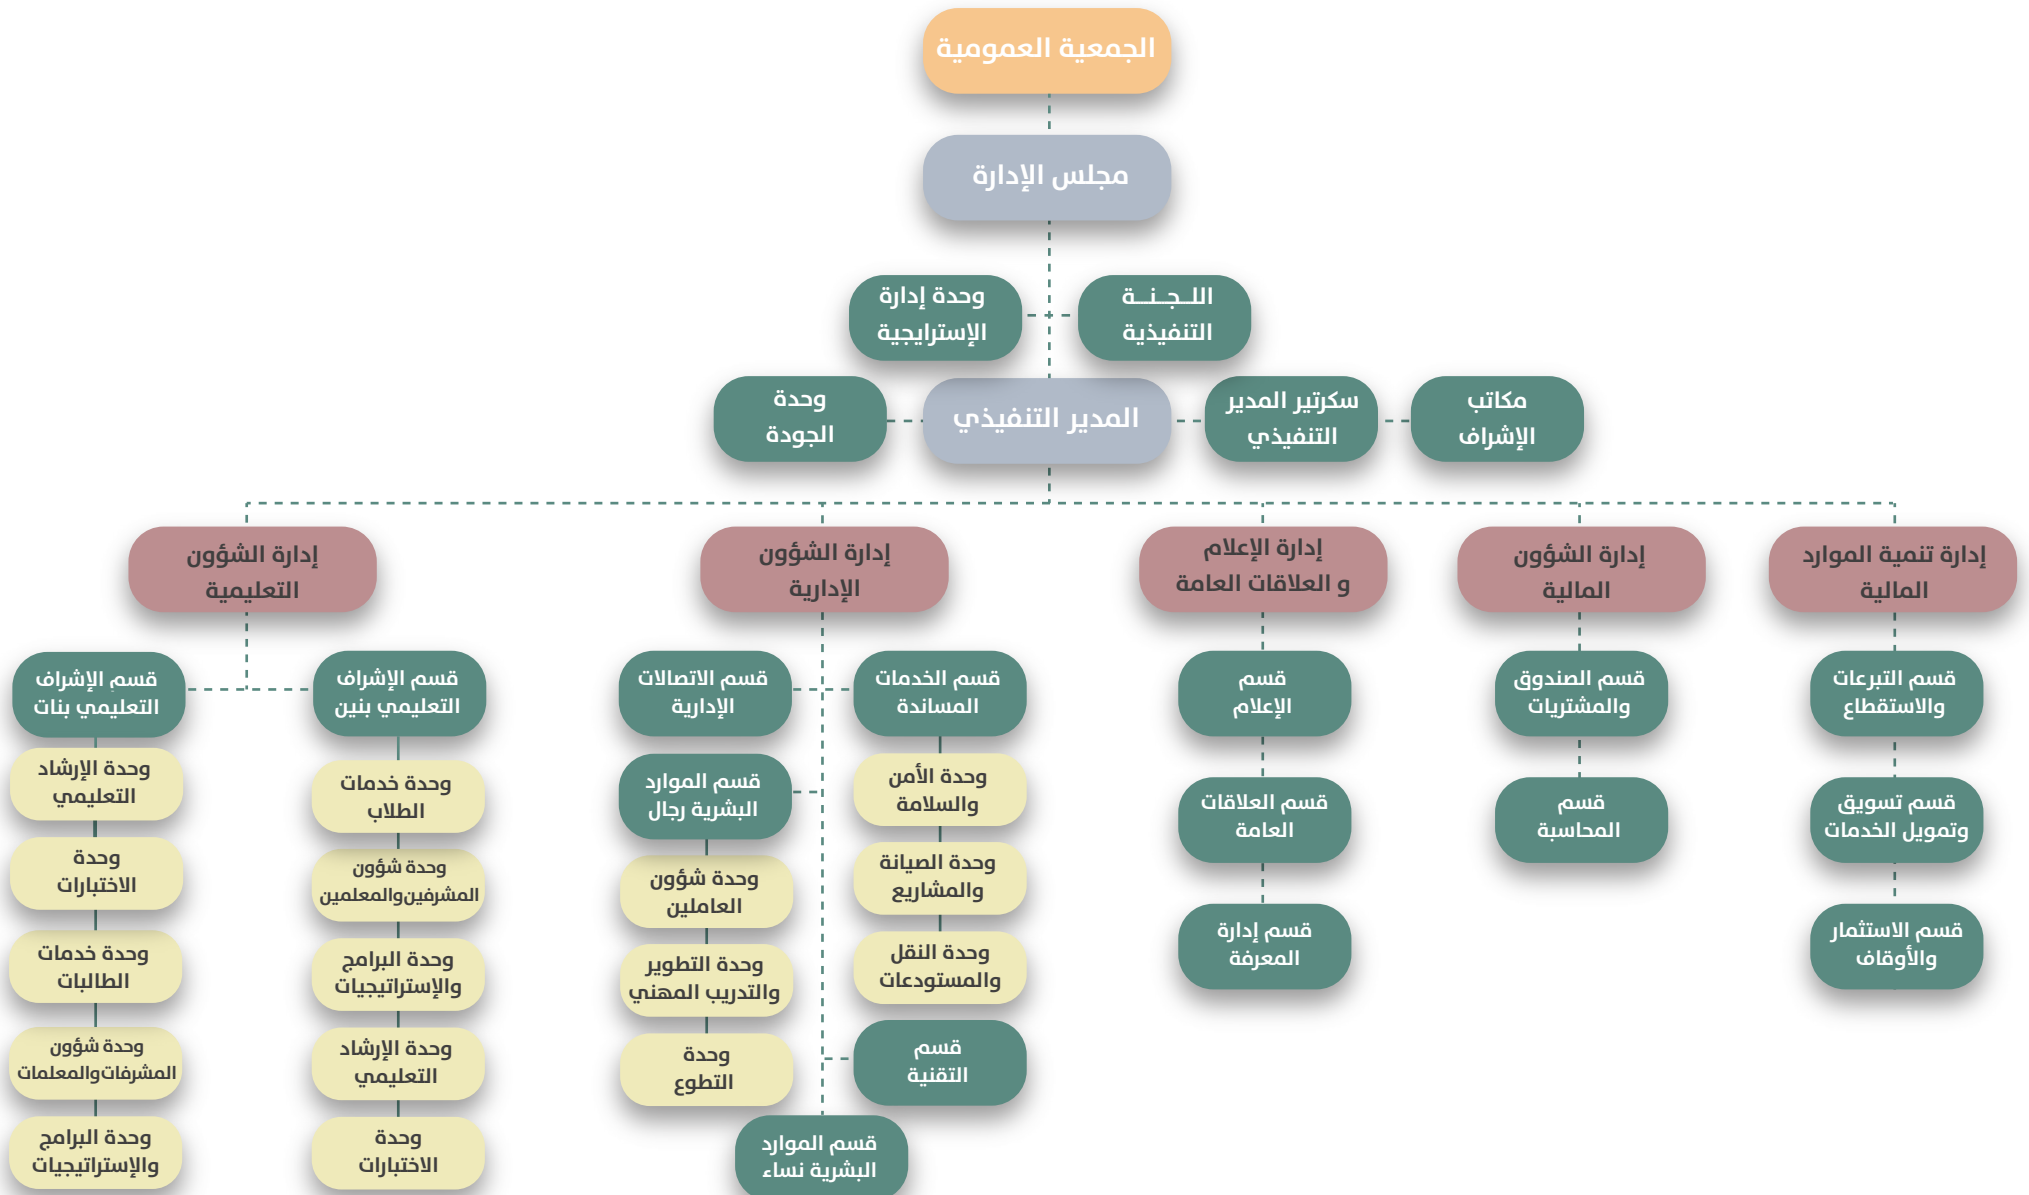 الجمعية العمومية
مجلس الإدارة
اللـجـنـة
التنفيذية
وحدة إدارة
الإسترايجية
مكاتب
الإشراف
سكرتير المدير
التنفيذي
المدير التنفيذي
وحدة
الجودة
إدارة تنمية الموارد
المالية
إدارة الشؤون
المالية
إدارة الإعلام
و العلاقات العامة
إدارة الشؤون
الإدارية
إدارة الشؤون
التعليمية
قسم التبرعات
والاستقطاع
قسم تسويق
وتمويل الخدمات
قسم الاستثمار
والأوقاف
قسم الصندوق
والمشتريات
قسم
المحاسبة
قسم
الإعلام
قسم العلاقات
العامة
قسم إدارة
المعرفة
قسم الخدمات
المساندة
وحدة الأمن
والسلامة
وحدة الصيانة
والمشاريع
وحدة النقل
والمستودعات
قسم
التقنية
قسم الاتصالات
الإدارية
قسم الموارد
البشرية رجال
وحدة شؤون
العاملين
وحدة التطوير
والتدريب المهني
وحدة
التطوع
قسم الموارد
البشرية نساء
قسم الإشراف
التعليمي بنين
وحدة خدمات
الطلاب
وحدة شؤون
المشرفين والمعلمين
وحدة البرامج
والإستراتيجيات
وحدة الإرشاد
التعليمي
وحدة
الاختبارات
قسم الإشراف
التعليمي بنات
وحدة الإرشاد
التعليمي
وحدة
الاختبارات
وحدة خدمات
الطالبات
وحدة شؤون
المشرفات والمعلمات
وحدة البرامج
والإستراتيجيات